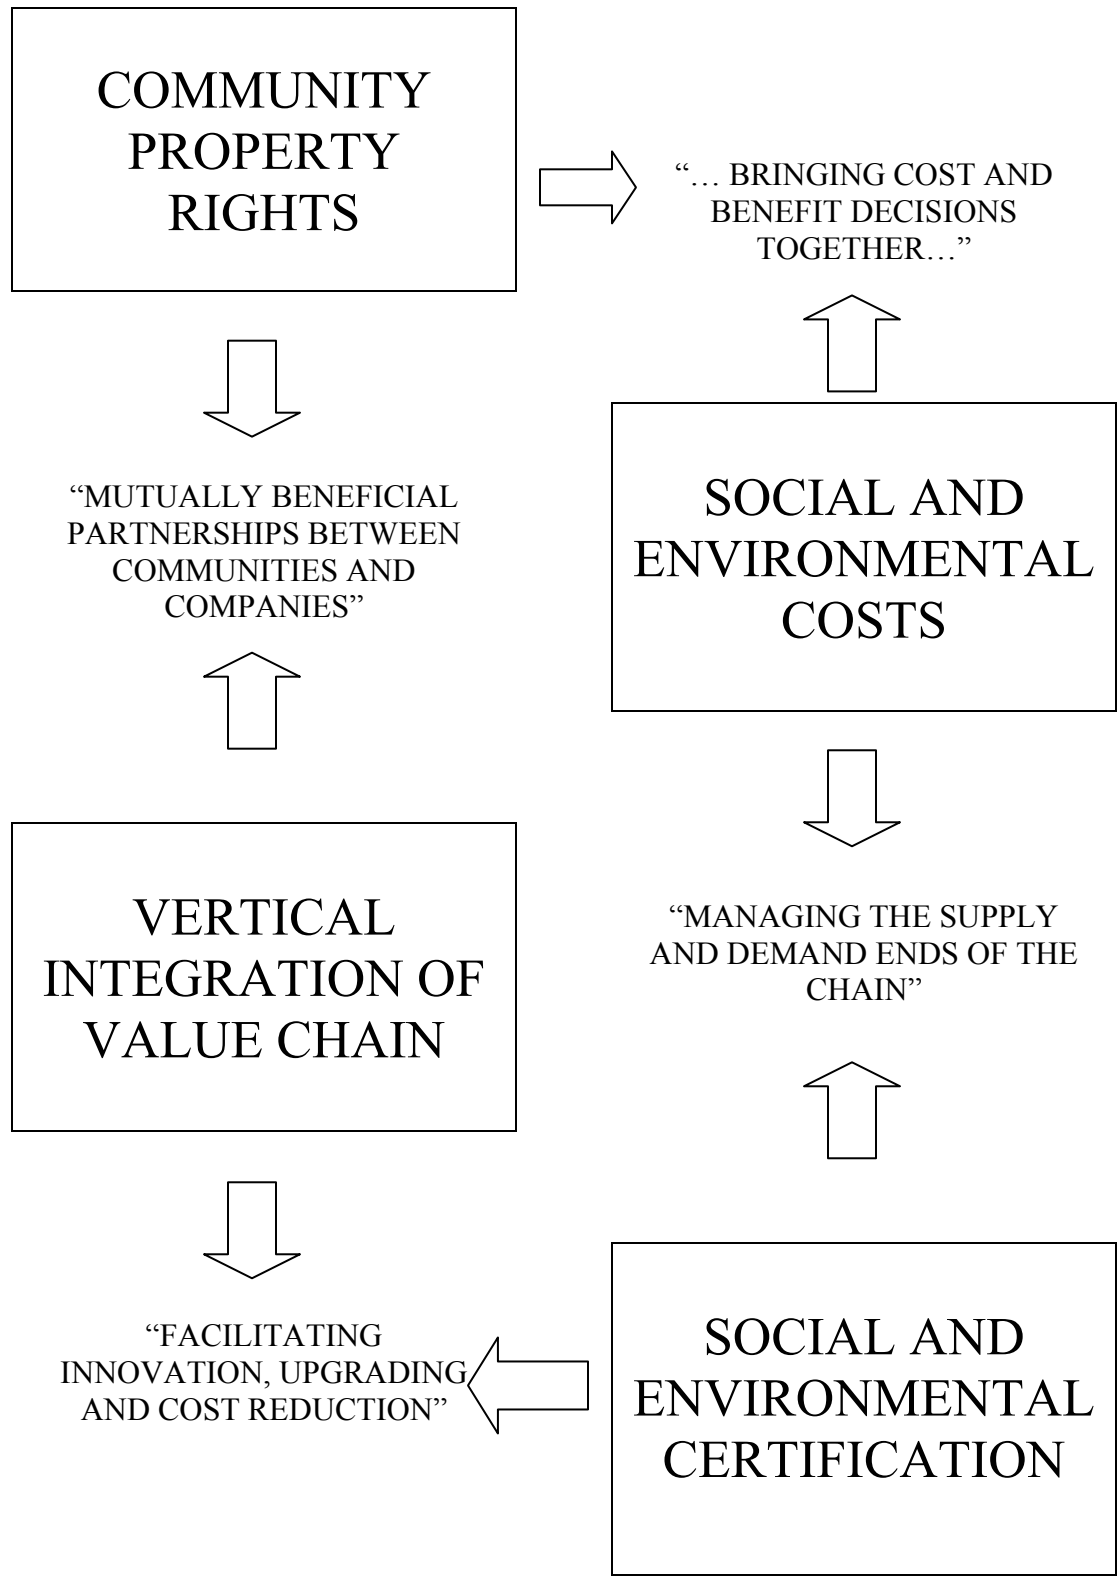 COMMUNITY
PROPERTY
RIGHTS
“… BRINGING COST AND
BENEFIT DECISIONS
TOGETHER…”
“MUTUALLY BENEFICIAL
PARTNERSHIPS BETWEEN
COMMUNITIES AND
COMPANIES”
SOCIAL AND
ENVIRONMENTAL
COSTS
VERTICAL
INTEGRATION OF
VALUE CHAIN
“MANAGING THE SUPPLY
AND DEMAND ENDS OF THE
CHAIN”
“FACILITATING
INNOVATION, UPGRADING
AND COST REDUCTION”
SOCIAL AND
ENVIRONMENTAL
CERTIFICATION